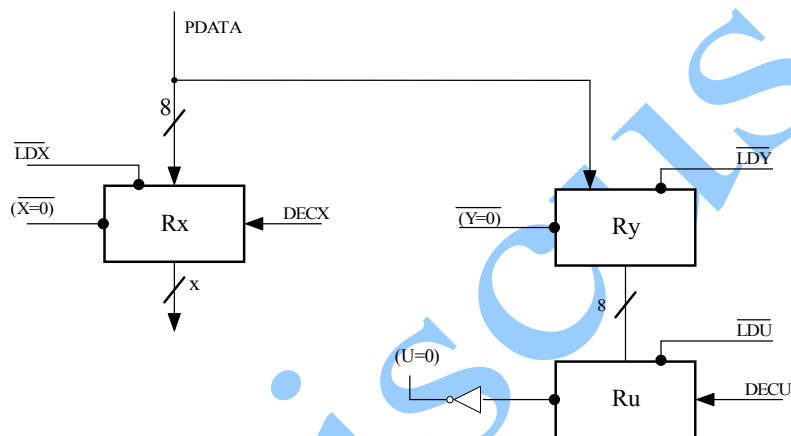 PDATA
8
LDX
LDY
(X=0)
Rx
DECX
(Y=0)
Ry
x
8
LDU
(U=0)
Ru
DECU